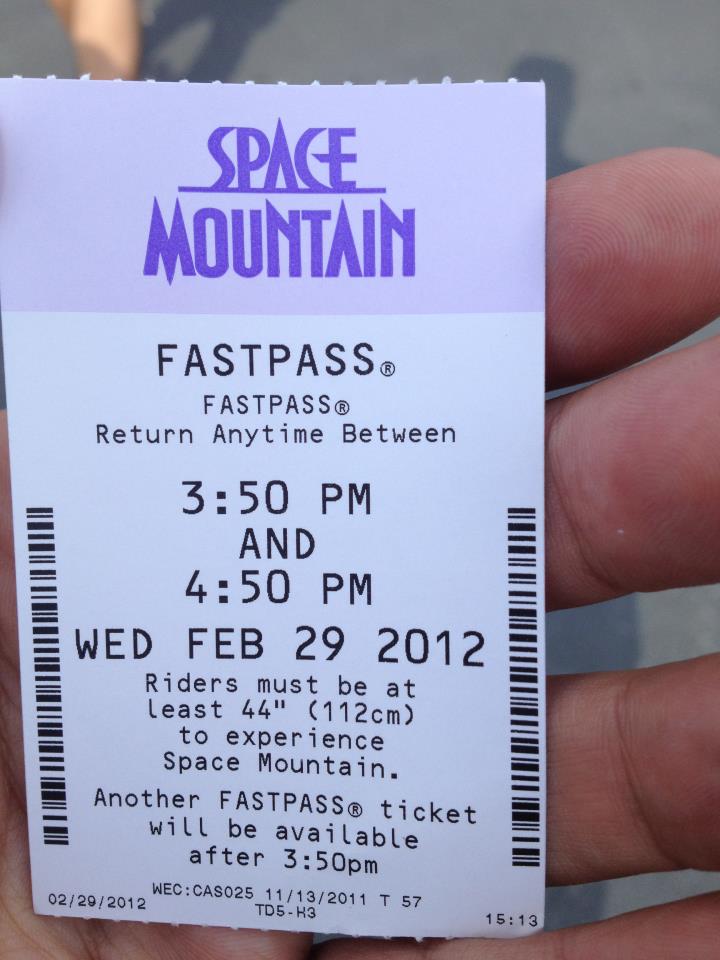 SPACE
MOUNTAIN
FASTPASS®
FASTPASS®
Return Anytime Between
3:50 PM
AND
4:50 PM
WED FEB 29 2012
Riders must be at
least 44" (112cm)
to experience
Space Mountain.
Another FASTPASS® ticket
will be available
after 3:50pm
02/29/2012 WEC:CAS025 11/13/2011 T 57
TD5-K3 15:13